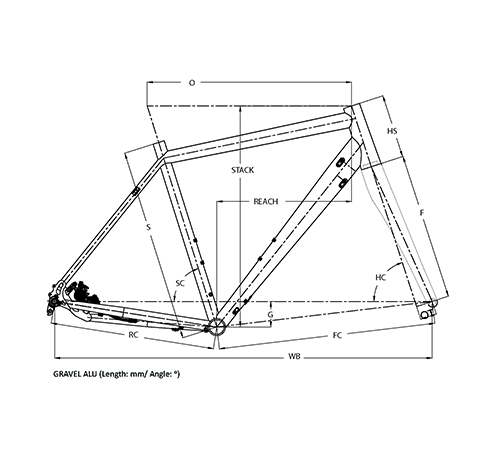 O
HS
STACK
REACH
F
S
SC
HC
G
RC
FC
WB
GRAVEL ALU (Length: mm/ Angle: °)